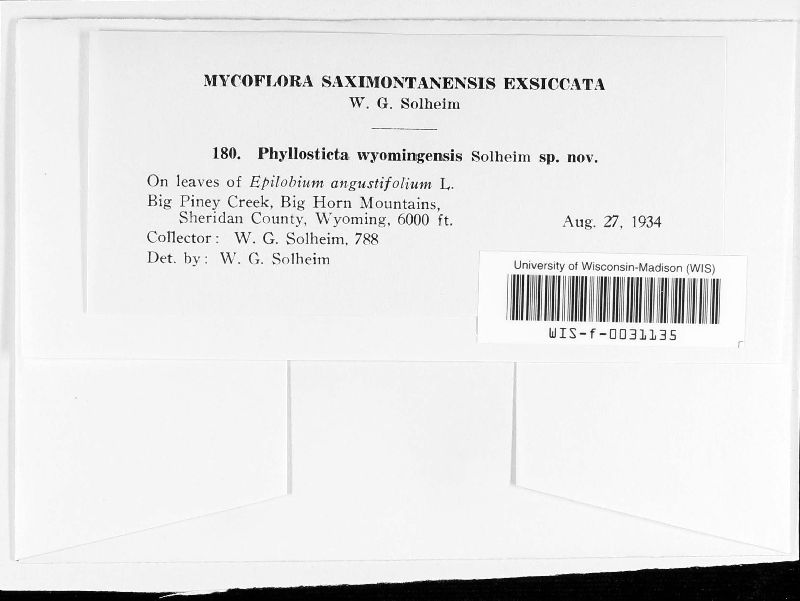 MYCOFLORA SAXIMONTANENSIS EXSICCATA
W. G. Solheim
180. Phyllosticta wyomingensis Solheim sp. nov.
On leaves of Epilobium angustifolium L.
Big Piney Creek, Big Horn Mountains,
Sheridan County, Wyoming, 6000 ft. Aug. 27, 1934
Collector: W. G. Solheim, 788
Det. by: W. G. Solheim
University of Wisconsin-Madison (WIS)
WIS-f-0031135